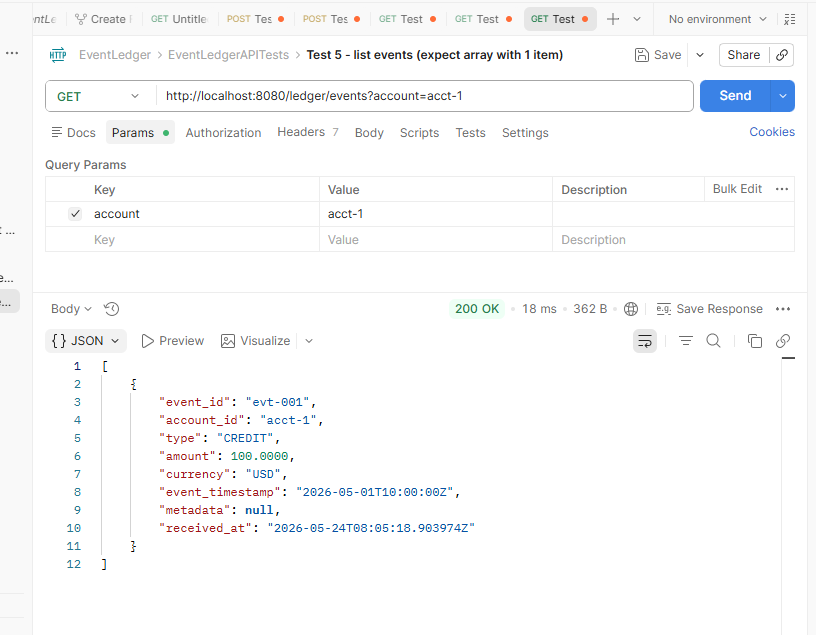 Create
GET Untitle
POST Tes
POST Tes
GET Test
GET Test
GET Test
No environment
HTTP EventLedger > EventLedgerAPITests > Test 5 - list events (expect array with 1 item)
Save
Share
GET http://localhost:8080/ledger/events?account=acct-1
Send
Docs Params Authorization Headers 7 Body Scripts Tests Settings Cookies
Query Params
Key Value Description Bulk Edit ...
account acct-1
Key Value Description
Body 200 OK • 18 ms • 362 B e.g. Save Response ...
{} JSON Preview Visualize
1 [
2 {
3 "event_id": "evt-001",
4 "account_id": "acct-1",
5 "type": "CREDIT",
6 "amount": 100.0000,
7 "currency": "USD",
8 "event_timestamp": "2026-05-01T10:00:00Z",
9 "metadata": null,
10 "received_at": "2026-05-24T08:05:18.903974Z"
11 }
12 ]